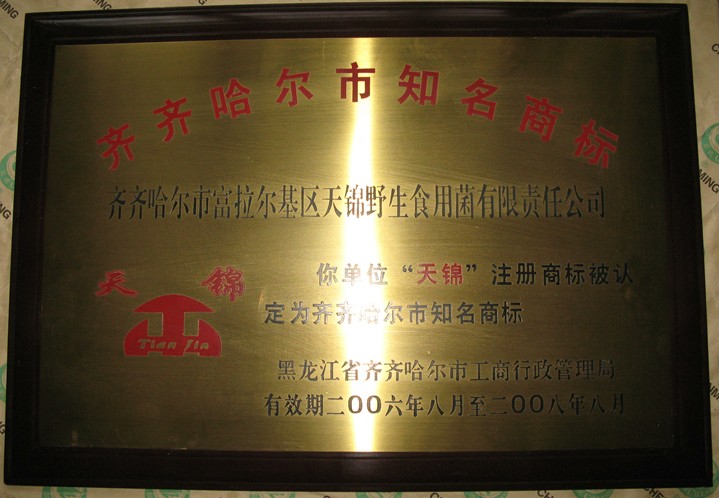 齐齐哈尔市知名商标
齐齐哈尔市富拉尔基区天锦野生食用菌有限责任公司
天 锦
Tian Jin
你单位“天锦”注册商标被认
定为齐齐哈尔市知名商标
黑龙江省齐齐哈尔市工商行政管理局
有效期二00六年八月至二00八年八月